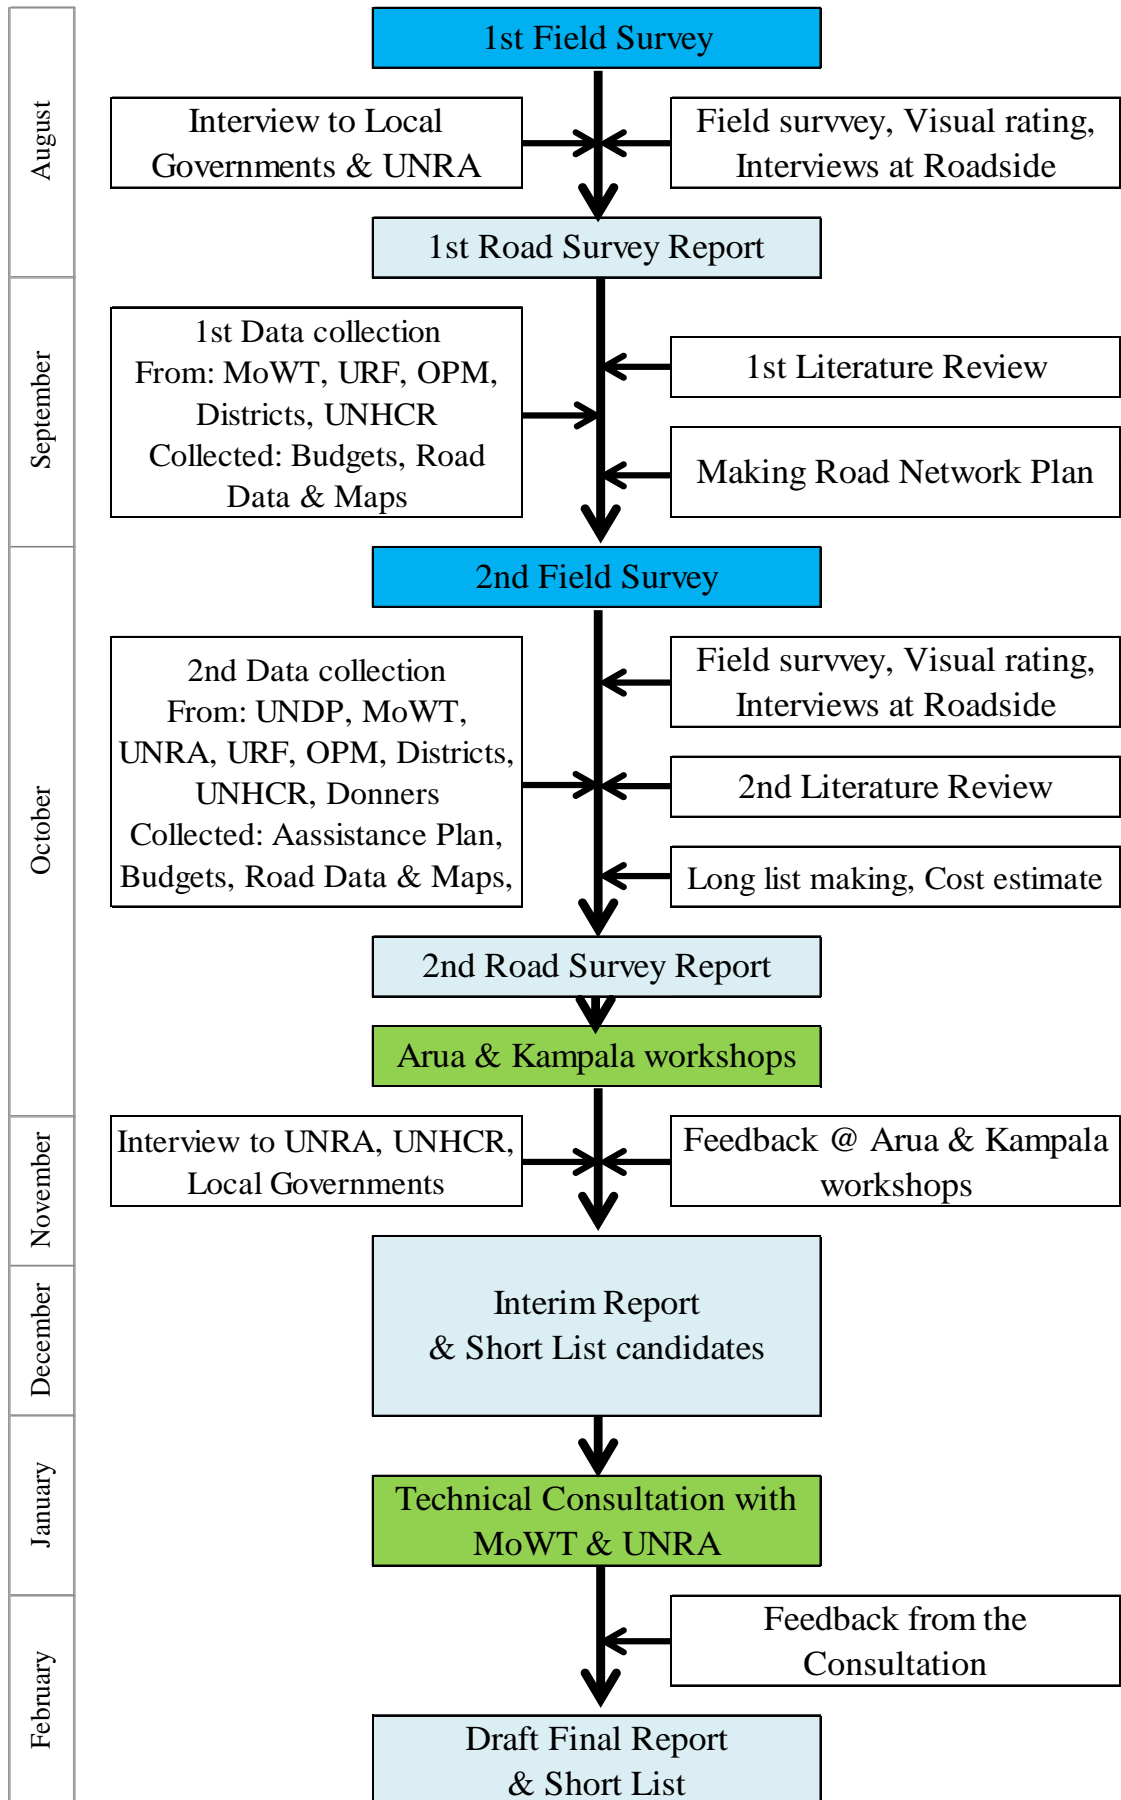 August
1st Field Survey
Interview to Local
Governments & UNRA
Field survvey, Visual rating,
Interviews at Roadside
1st Road Survey Report
September
1st Data collection
From: MoWT, URF, OPM,
Districts, UNHCR
Collected: Budgets, Road
Data & Maps
1st Literature Review
Making Road Network Plan
October
2nd Field Survey
2nd Data collection
From: UNDP, MoWT,
UNRA, URF, OPM, Districts,
UNHCR, Donners
Collected: Aassistance Plan,
Budgets, Road Data & Maps,
Field survvey, Visual rating,
Interviews at Roadside
2nd Literature Review
Long list making, Cost estimate
2nd Road Survey Report
Arua & Kampala workshops
November
Interview to UNRA, UNHCR,
Local Governments
Feedback @ Arua & Kampala
workshops
December
Interim Report
& Short List candidates
January
Technical Consultation with
MoWT & UNRA
February
Feedback from the
Consultation
Draft Final Report
& Short List